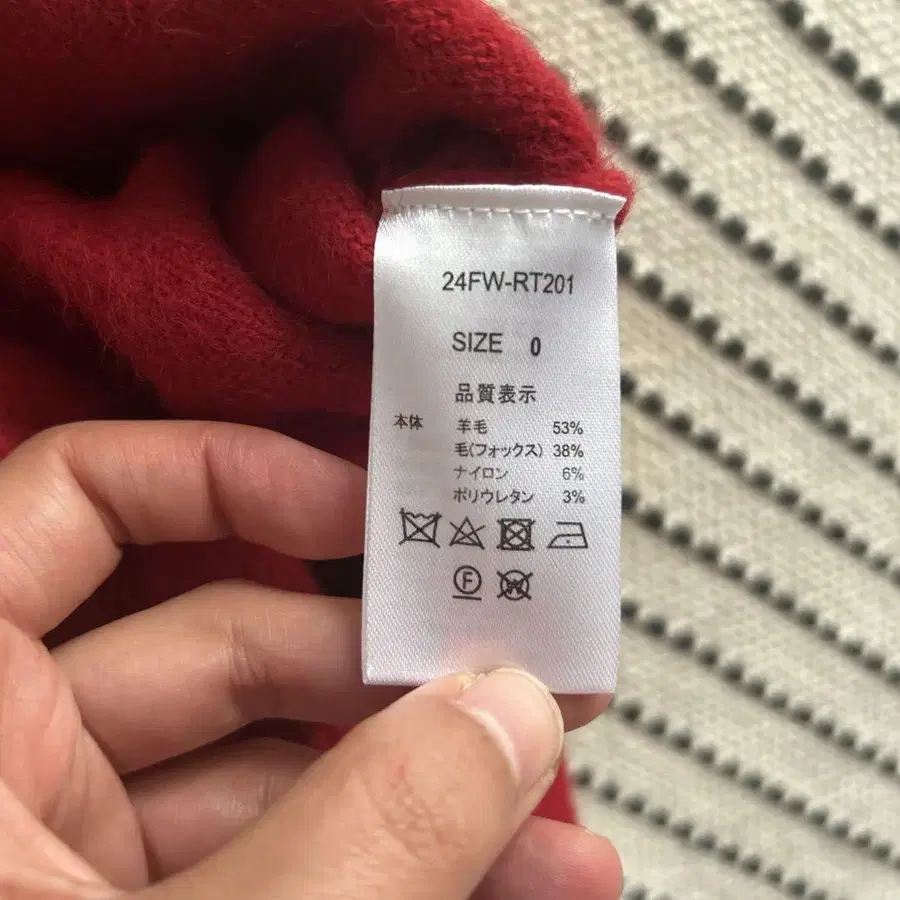 24FW-RT201
SIZE 0
品質表示
本体 羊毛 53%
毛(フォックス) 38%
ナイロン 6%
ポリウレタン 3%
F
W